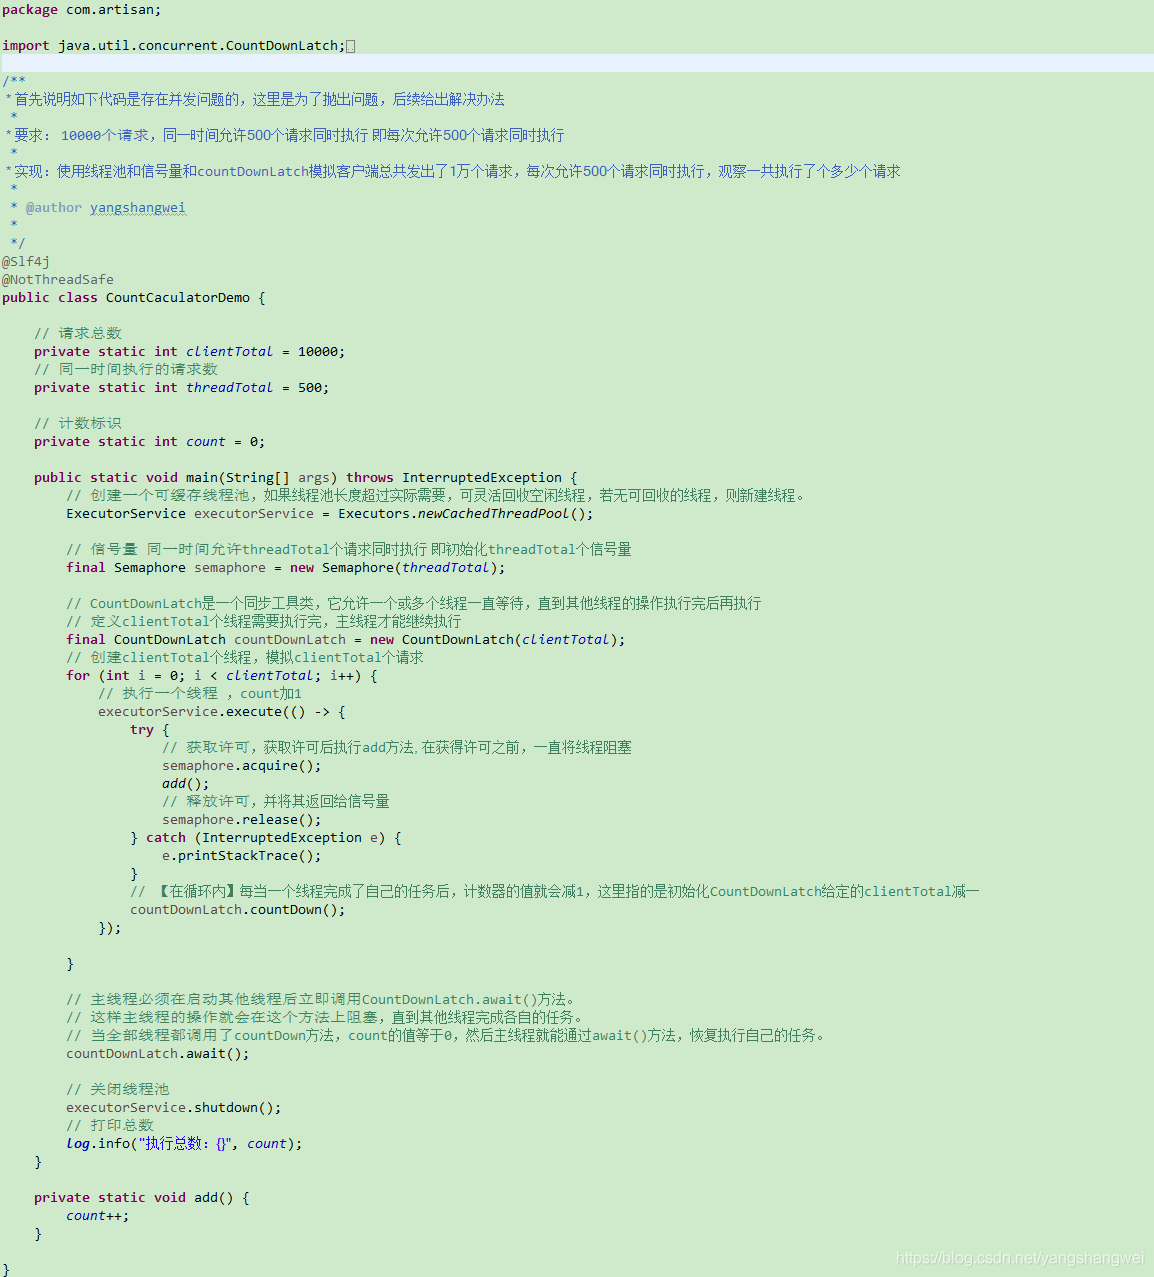 package com.artisan;
import java.util.concurrent.CountDownLatch;
/**
*首先说明如下代码是存在并发问题的，这里是为了抛出问题，后续给出解决办法
*
*要求： 10000个请求，同一时间允许500个请求同时执行 即每次允许500个请求同时执行
*
*实现：使用线程池和信号量和countDownLatch模拟客户端总共发出了1万个请求，每次允许500个请求同时执行，观察一共执行了个多少个请求
*
* @author yangshangwei
*
*/
@Slf4j
@NotThreadSafe
public class CountCaculatorDemo {
// 请求总数
private static int clientTotal = 10000;
// 同一时间执行的请求数
private static int threadTotal = 500;
// 计数标识
private static int count = 0;
public static void main(String[] args) throws InterruptedException {
// 创建一个可缓存线程池，如果线程池长度超过实际需要，可灵活回收空闲线程，若无可回收的线程，则新建线程。
ExecutorService executorService = Executors.newCachedThreadPool();
// 信号量 同一时间允许threadTotal个请求同时执行 即初始化threadTotal个信号量
final Semaphore semaphore = new Semaphore(threadTotal);
// CountDownLatch是一个同步工具类，它允许一个或多个线程一直等待，直到其他线程的操作执行完后再执行
// 定义clientTotal个线程需要执行完，主线程才能继续执行
final CountDownLatch countDownLatch = new CountDownLatch(clientTotal);
// 创建clientTotal个线程，模拟clientTotal个请求
for (int i = 0; i < clientTotal; i++) {
// 执行一个线程 ，count加1
executorService.execute(() -> {
try {
// 获取许可，获取许可后执行add方法,在获得许可之前，一直将线程阻塞
semaphore.acquire();
add();
// 释放许可，并将其返回给信号量
semaphore.release();
} catch (InterruptedException e) {
e.printStackTrace();
}
// 【在循环内】每当一个线程完成了自己的任务后，计数器的值就会减1，这里指的是初始化CountDownLatch给定的clientTotal减一
countDownLatch.countDown();
});
}
// 主线程必须在启动其他线程后立即调用CountDownLatch.await()方法。
// 这样主线程的操作就会在这个方法上阻塞，直到其他线程完成各自的任务。
// 当全部线程都调用了countDown方法，count的值等于0，然后主线程就能通过await()方法，恢复执行自己的任务。
countDownLatch.await();
// 关闭线程池
executorService.shutdown();
// 打印总数
log.info("执行总数：{}", count);
}
private static void add() {
count++;
}
}
https://blog.csdn.net/yangshangwei